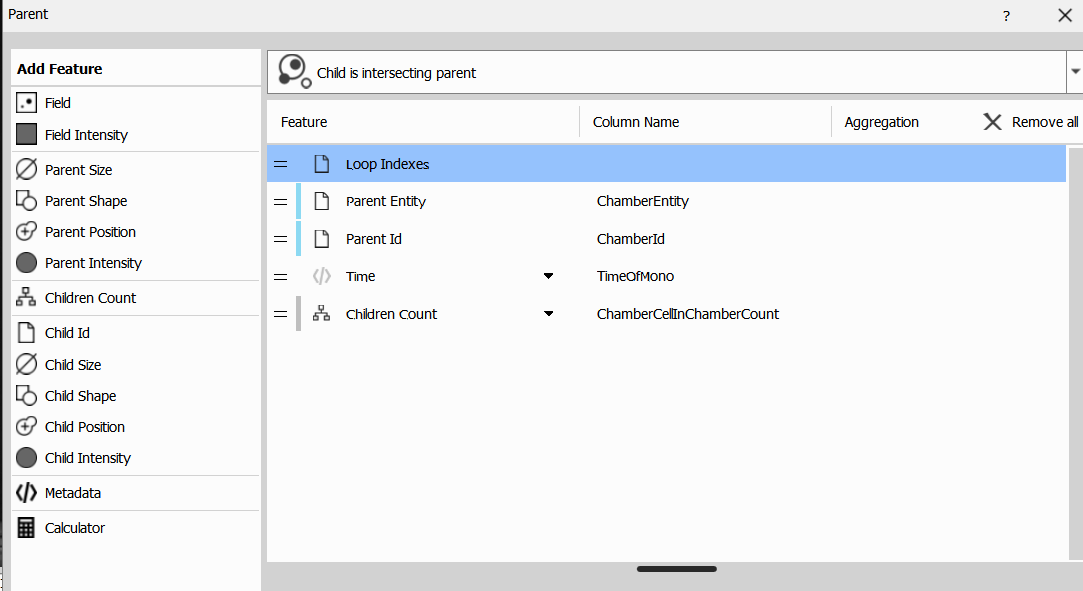 Parent ?
Add Feature
Field
Field Intensity
Parent Size
Parent Shape
Parent Position
Parent Intensity
Children Count
Child Id
Child Size
Child Shape
Child Position
Child Intensity
Metadata
Calculator
Child is intersecting parent
Feature Column Name Aggregation Remove all
Loop Indexes
Parent Entity ChamberEntity
Parent Id ChamberId
Time TimeOfMono
Children Count ChamberCellInChamberCount